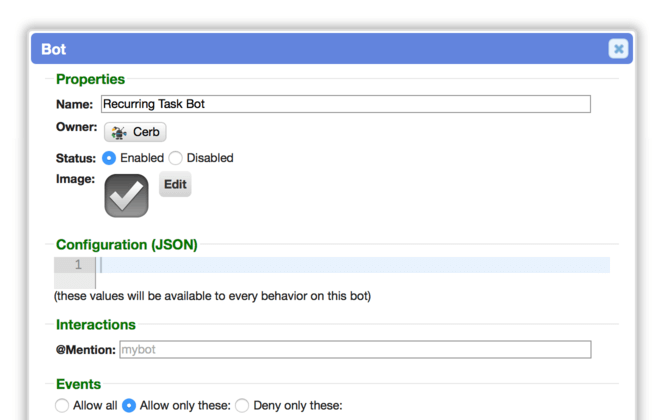 Bot
Properties
Name: Recurring Task Bot
Owner: Cerb
Status: Enabled Disabled
Image: Edit
Configuration (JSON)
1
(these values will be available to every behavior on this bot)
Interactions
@Mention: mybot
Events
Allow all Allow only these: Deny only these: